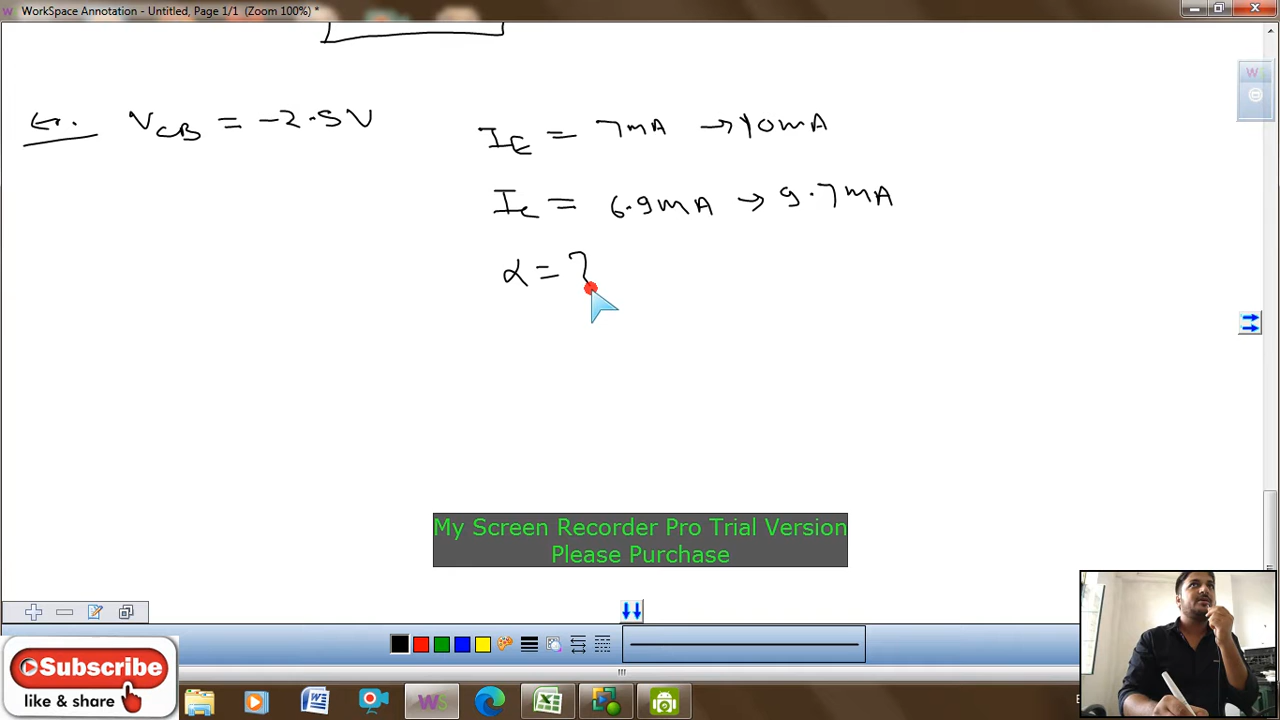 WorkSpace Annotation - Untitled, Page 1/1 (Zoom 100%) *
Ex. VCB = -2.5V
IE = 7mA → 10mA
IC = 6.9mA → 9.7mA
α = ?
My Screen Recorder Pro Trial Version
Please Purchase
Subscribe
like & share